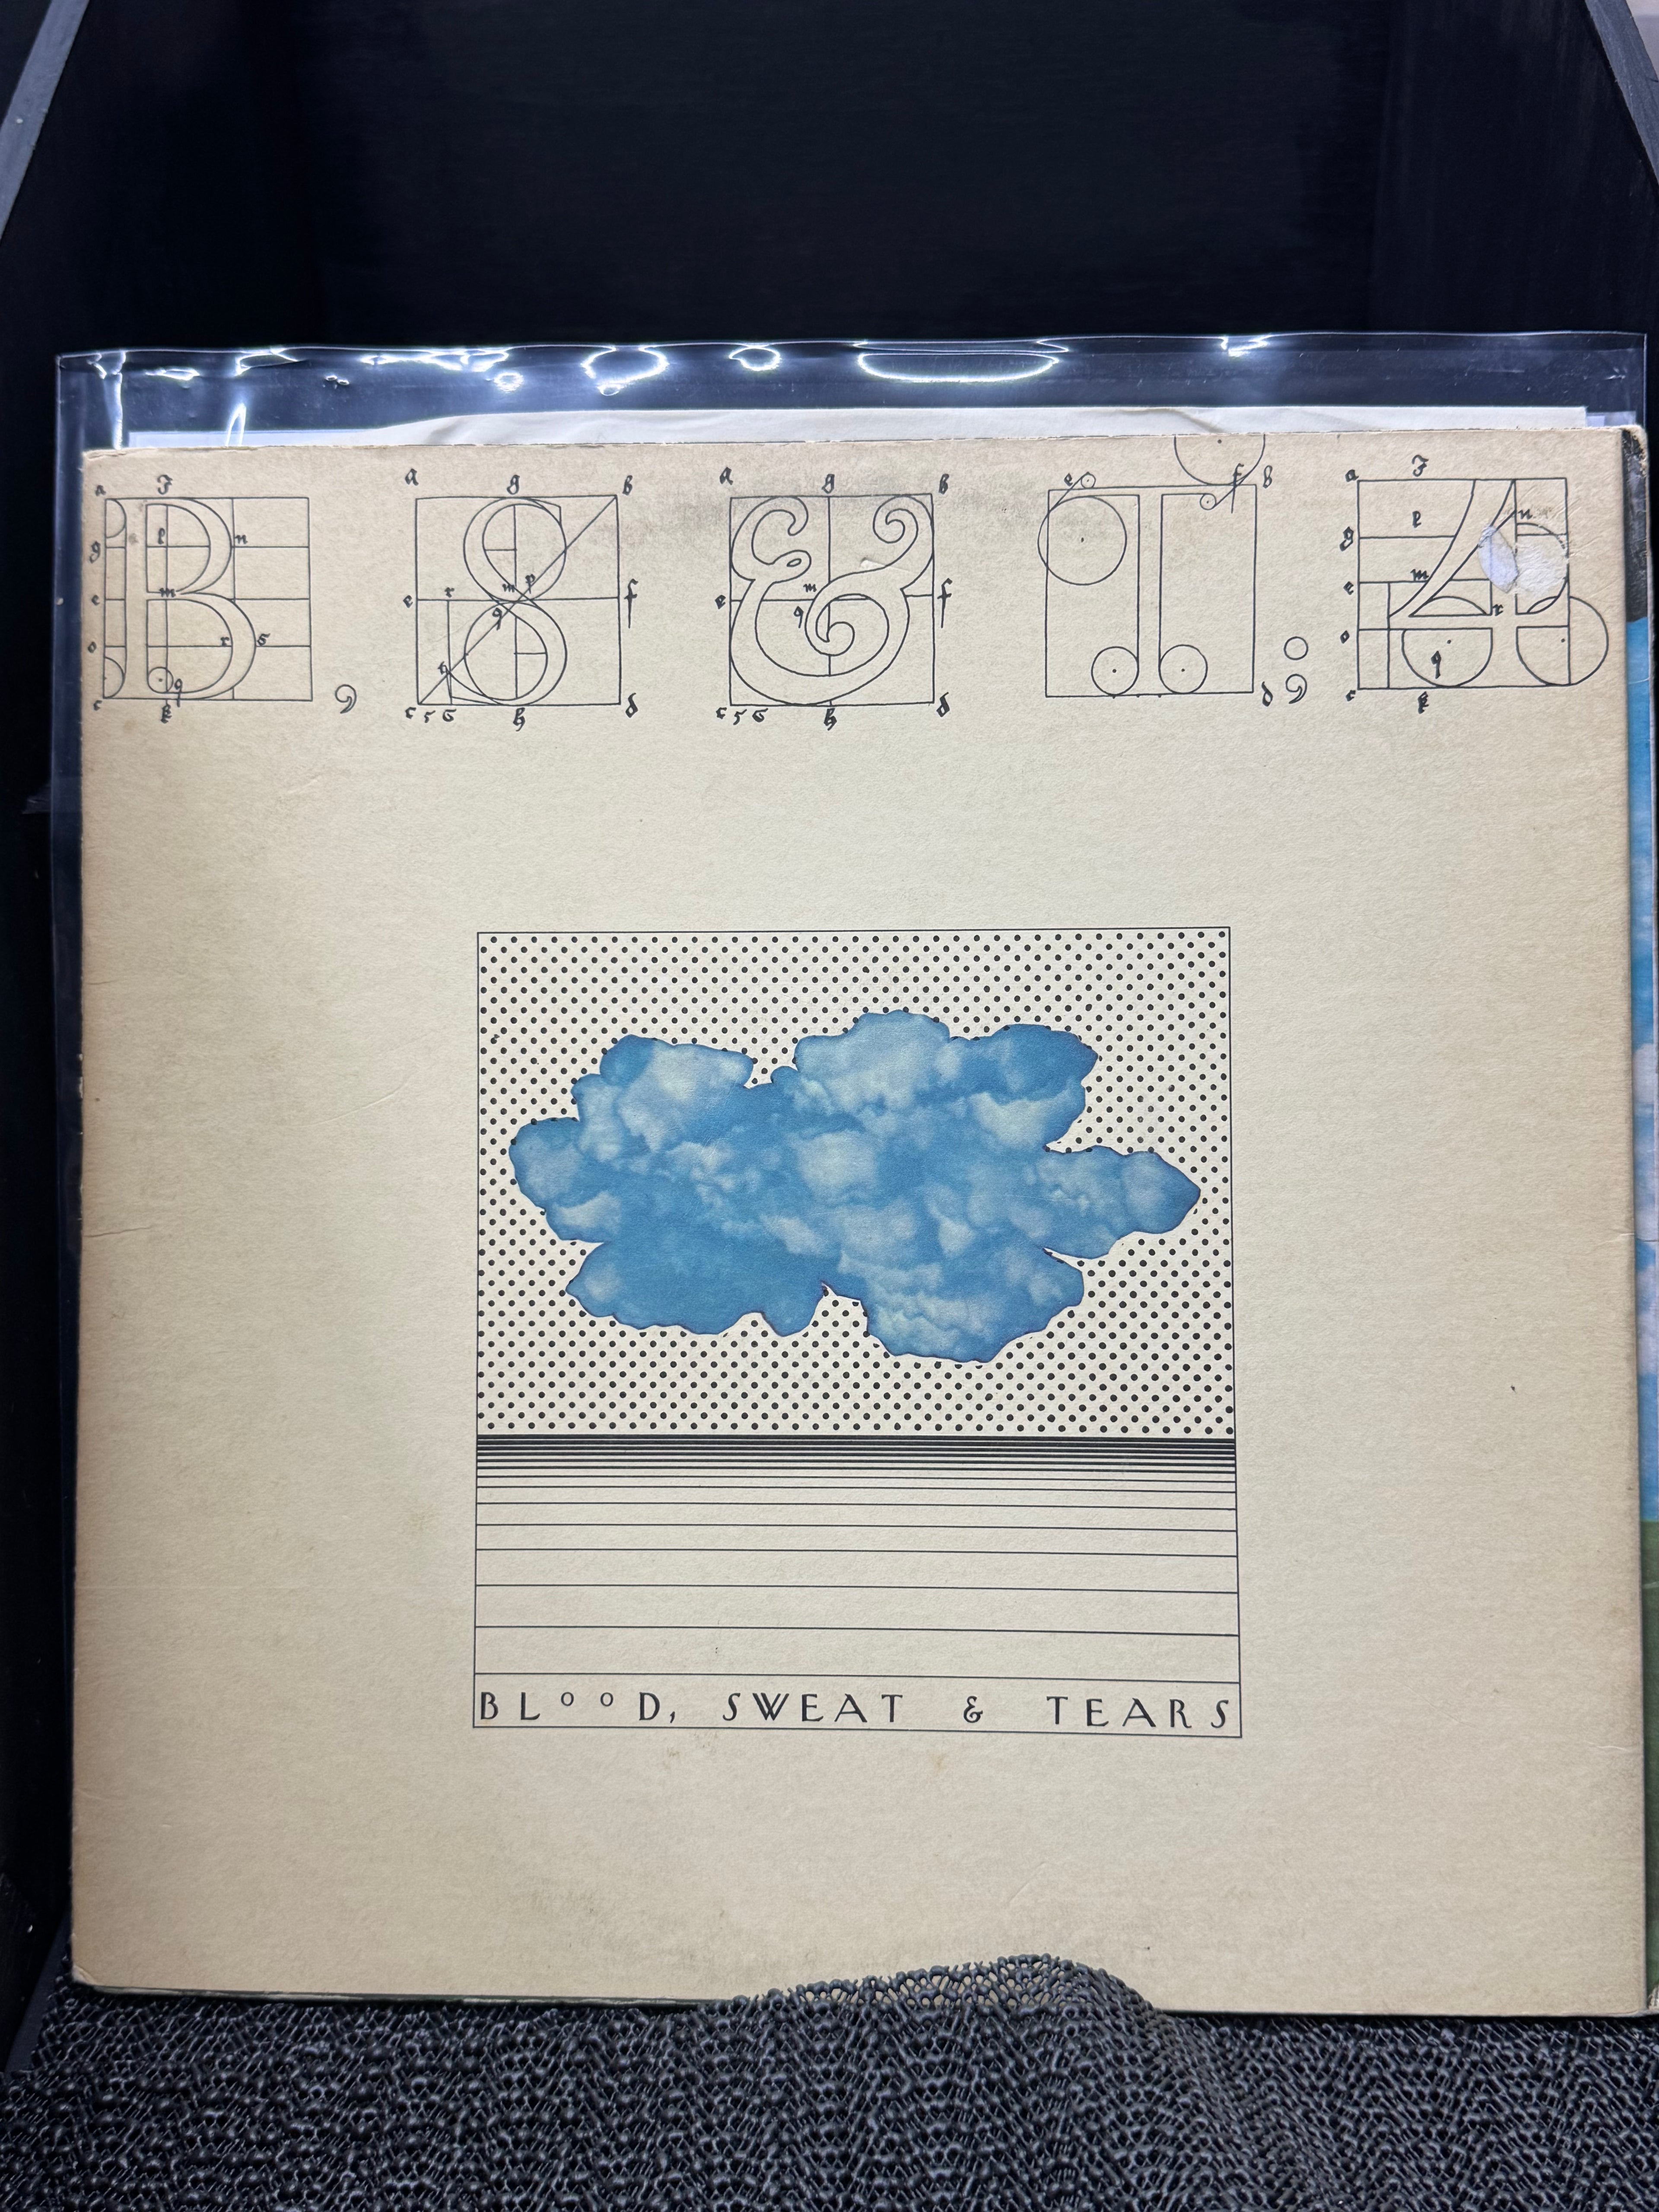 B, S & T; 4
BLOOD, SWEAT & TEARS